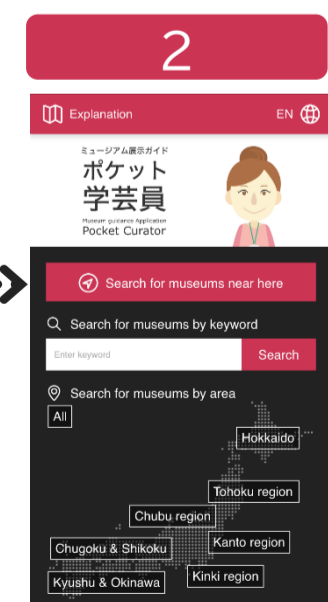 2
Explanation
EN
ミュージアム展示ガイド
ポケット
学芸員
Museum guidance Application
Pocket Curator
Search for museums near here
Search for museums by keyword
Enter keyword
Search
Search for museums by area
All
Hokkaido
Tohoku region
Chubu region
Kanto region
Chugoku & Shikoku
Kinki region
Kyushu & Okinawa